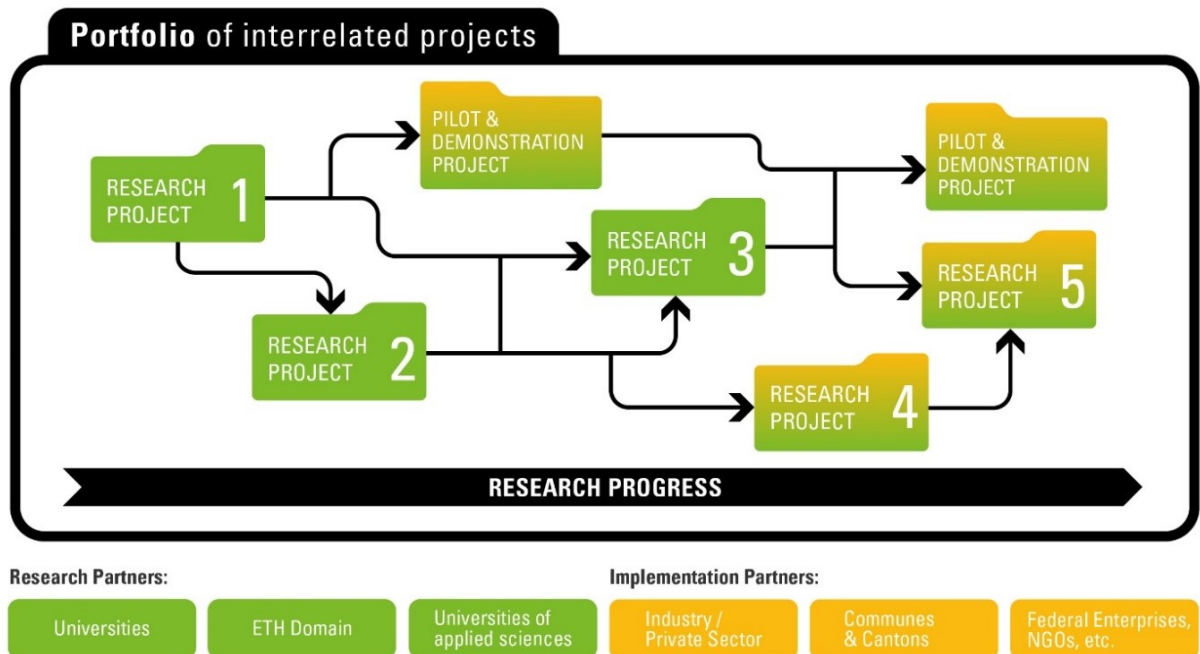 Portfolio of interrelated projects
PILOT &
DEMONSTRATION
PROJECT
PILOT &
DEMONSTRATION
PROJECT
RESEARCH
PROJECT 1
RESEARCH
PROJECT 3
RESEARCH
PROJECT 5
RESEARCH
PROJECT 2
RESEARCH
PROJECT 4
RESEARCH PROGRESS
Research Partners:
Universities
ETH Domain
Universities of
applied sciences
Implementation Partners:
Industry /
Private Sector
Communes
& Cantons
Federal Enterprises,
NGOs, etc.